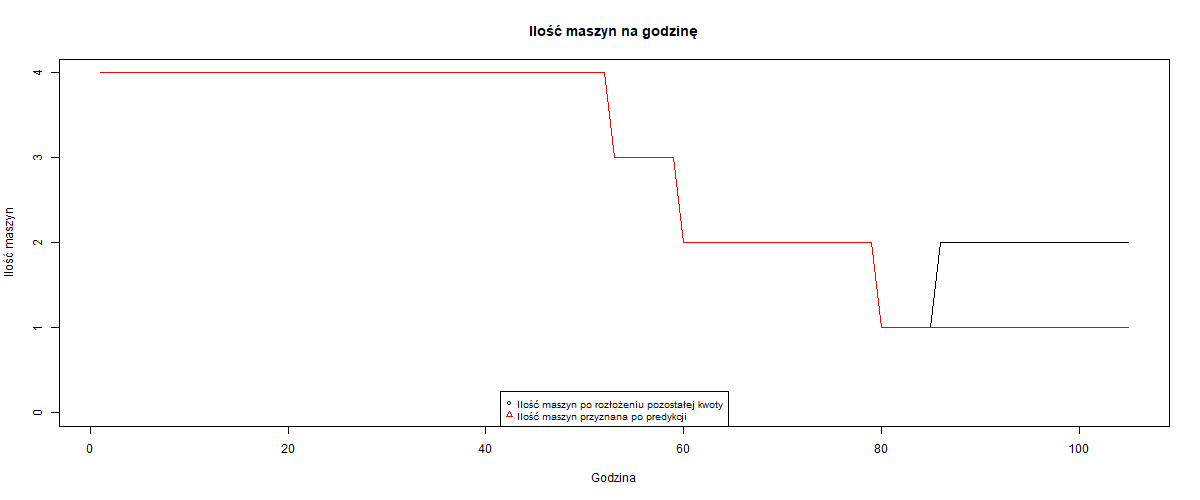 Ilość maszyn na godzinę
Ilość maszyn
4
3
2
1
0
Ilość maszyn po rozłożeniu pozostałej kwoty
Ilość maszyn przyznana po predykcji
0 20 40 60 80 100
Godzina